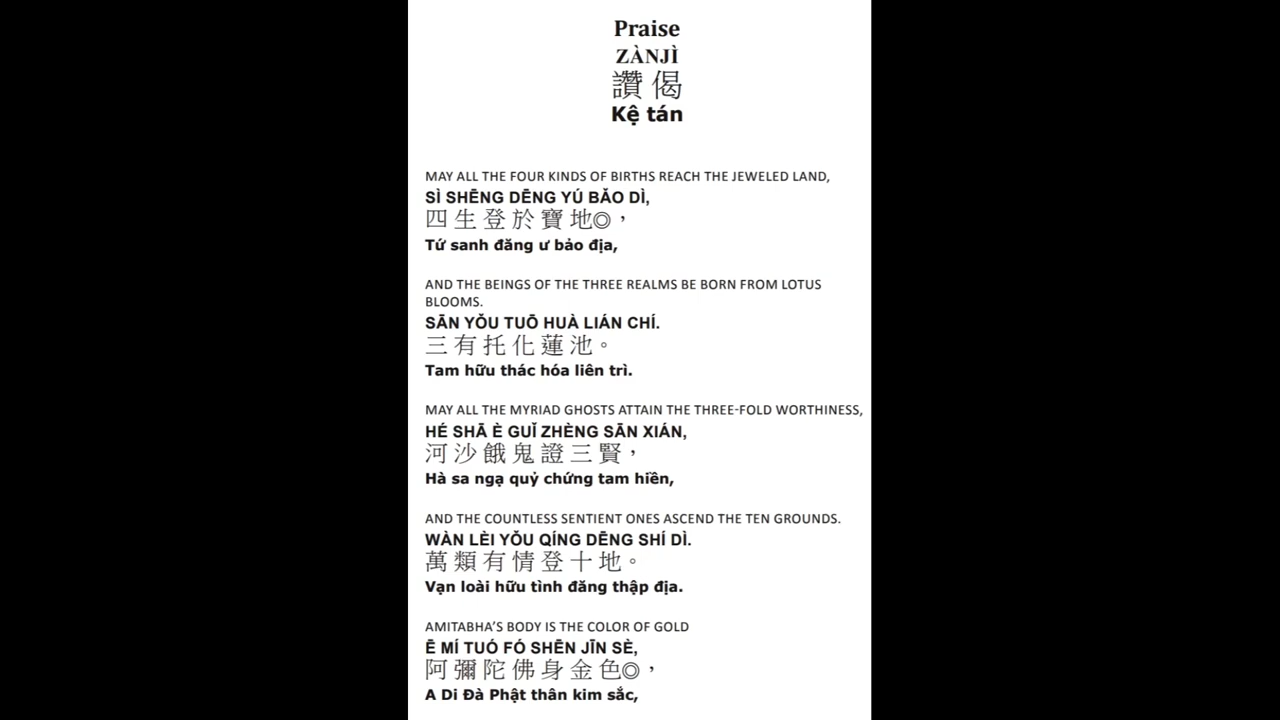 Praise
ZÀNJÌ
讚 偈
Kệ tán
MAY ALL THE FOUR KINDS OF BIRTHS REACH THE JEWELED LAND,
SÌ SHĒNG DĒNG YÚ BǍO DÌ,
四 生 登 於 寶 地◎，
Tứ sanh đăng ư bảo địa,
AND THE BEINGS OF THE THREE REALMS BE BORN FROM LOTUS
BLOOMS.
SĀN YǑU TUŌ HUÀ LIÁN CHÍ.
三 有 托 化 蓮 池。
Tam hữu thác hóa liên trì.
MAY ALL THE MYRIAD GHOSTS ATTAIN THE THREE-FOLD WORTHINESS,
HÉ SHĀ È GUǏ ZHÈNG SĀN XIÁN,
河 沙 餓 鬼 證 三 賢，
Hà sa ngạ quỷ chứng tam hiền,
AND THE COUNTLESS SENTIENT ONES ASCEND THE TEN GROUNDS.
WÀN LÈI YǑU QÍNG DĒNG SHÍ DÌ.
萬 類 有 情 登 十 地。
Vạn loài hữu tình đăng thập địa.
AMITABHA’S BODY IS THE COLOR OF GOLD
Ē MÍ TUÓ FÓ SHĒN JĪN SÈ,
阿 彌 陀 佛 身 金 色◎，
A Di Đà Phật thân kim sắc,